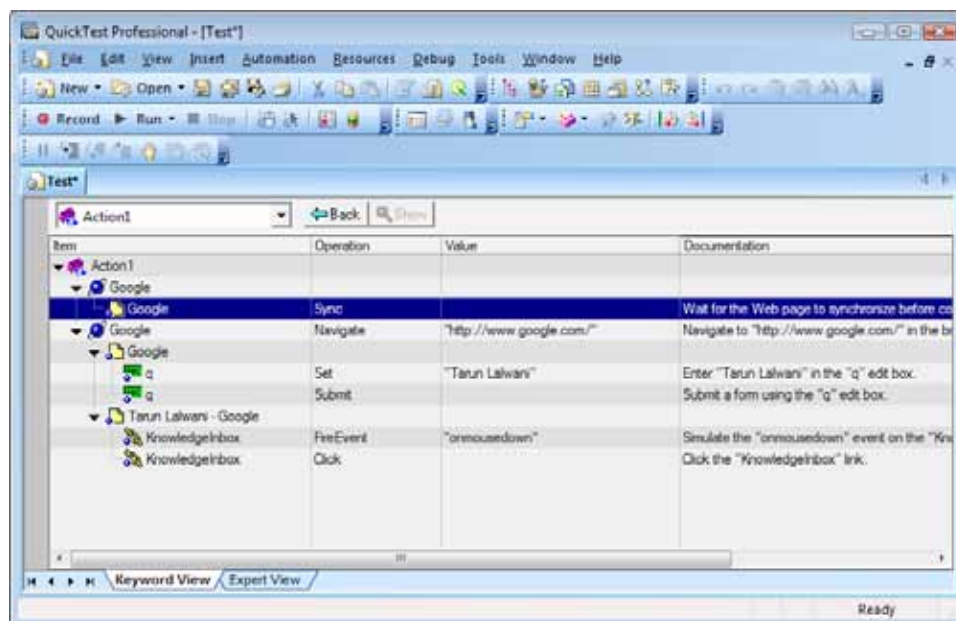 QuickTest Professional - [Test*]
File Edit View Insert Automation Resources Debug Tools Window Help
New Open
Record Run Stop
Test*
Action1 Back Show
Item Operation Value Documentation
Action1
Google
Google Sync Wait for the Web page to synchronize before co
Google Navigate "http://www.google.com/" Navigate to "http://www.google.com/" in the br
Google
q Set "Tarun Lalwani" Enter "Tarun Lalwani" in the "q" edit box.
q Submit Submit a form using the "q" edit box.
Tarun Lalwani - Google
KnowledgeInbox FireEvent "onmousedown" Simulate the "onmousedown" event on the "Kno
KnowledgeInbox Click Click the "KnowledgeInbox" link.
Keyword View Expert View
Ready